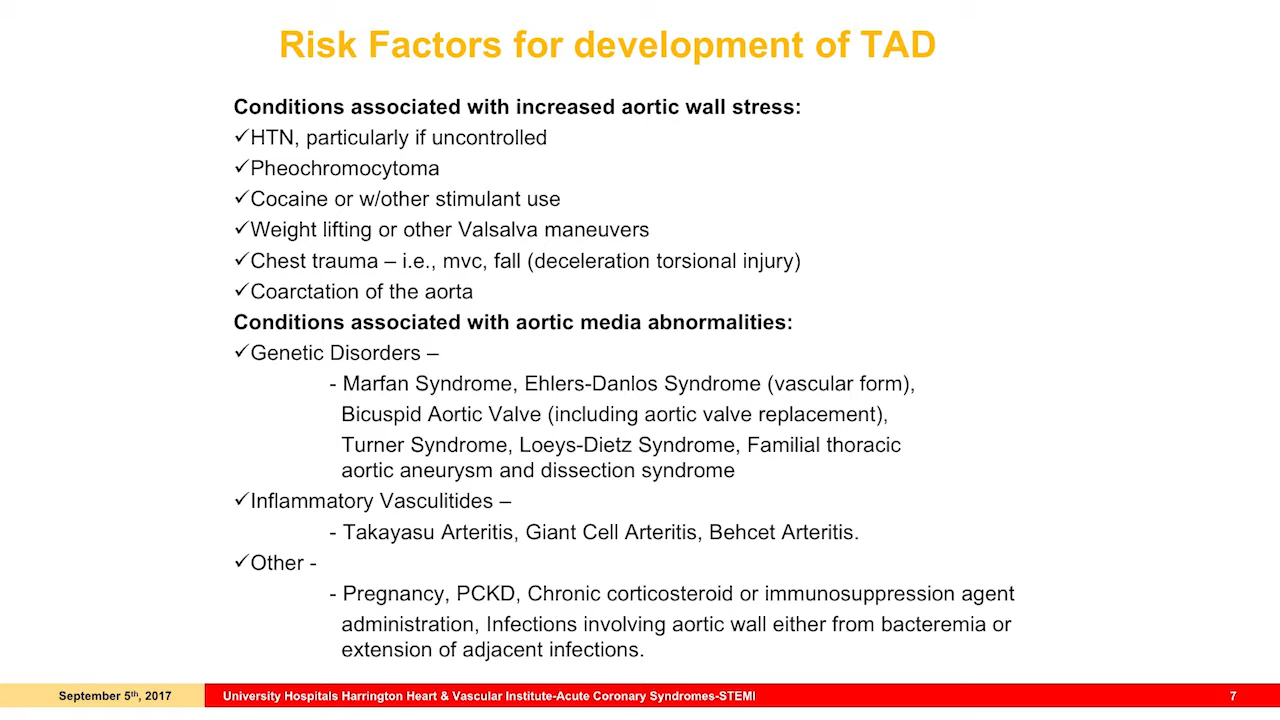 Risk Factors for development of TAD
Conditions associated with increased aortic wall stress:
✓HTN, particularly if uncontrolled
✓Pheochromocytoma
✓Cocaine or w/other stimulant use
✓Weight lifting or other Valsalva maneuvers
✓Chest trauma – i.e., mvc, fall (deceleration torsional injury)
✓Coarctation of the aorta
Conditions associated with aortic media abnormalities:
✓Genetic Disorders –
- Marfan Syndrome, Ehlers-Danlos Syndrome (vascular form),
Bicuspid Aortic Valve (including aortic valve replacement),
Turner Syndrome, Loeys-Dietz Syndrome, Familial thoracic
aortic aneurysm and dissection syndrome
✓Inflammatory Vasculitides –
- Takayasu Arteritis, Giant Cell Arteritis, Behcet Arteritis.
✓Other -
- Pregnancy, PCKD, Chronic corticosteroid or immunosuppression agent
administration, Infections involving aortic wall either from bacteremia or
extension of adjacent infections.
September 5th, 2017
University Hospitals Harrington Heart & Vascular Institute-Acute Coronary Syndromes-STEMI
7